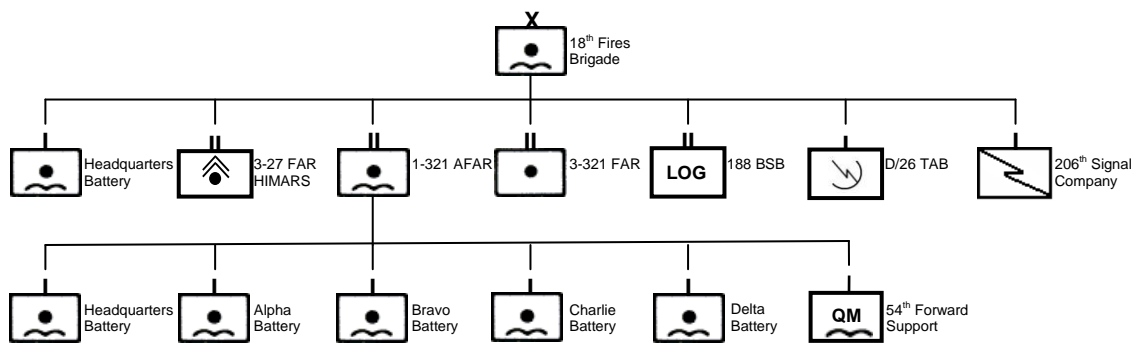 X
18th Fires
Brigade
I
II
II
II
II
I
I
Headquarters
Battery
3-27 FAR
HIMARS
1-321 AFAR
3-321 FAR
LOG
188 BSB
D/26 TAB
206th Signal
Company
I
I
I
I
I
I
Headquarters
Battery
Alpha
Battery
Bravo
Battery
Charlie
Battery
Delta
Battery
QM
54th Forward
Support